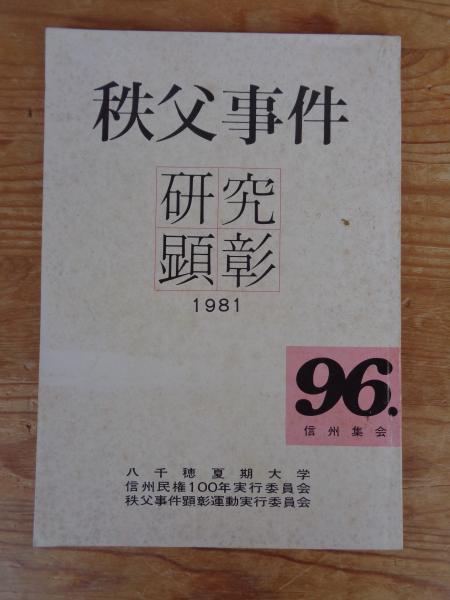 秩父事件
研究
顕彰
1981
96.
信州集会
八千穂夏期大学
信州民権100年実行委員会
秩父事件顕彰運動実行委員会